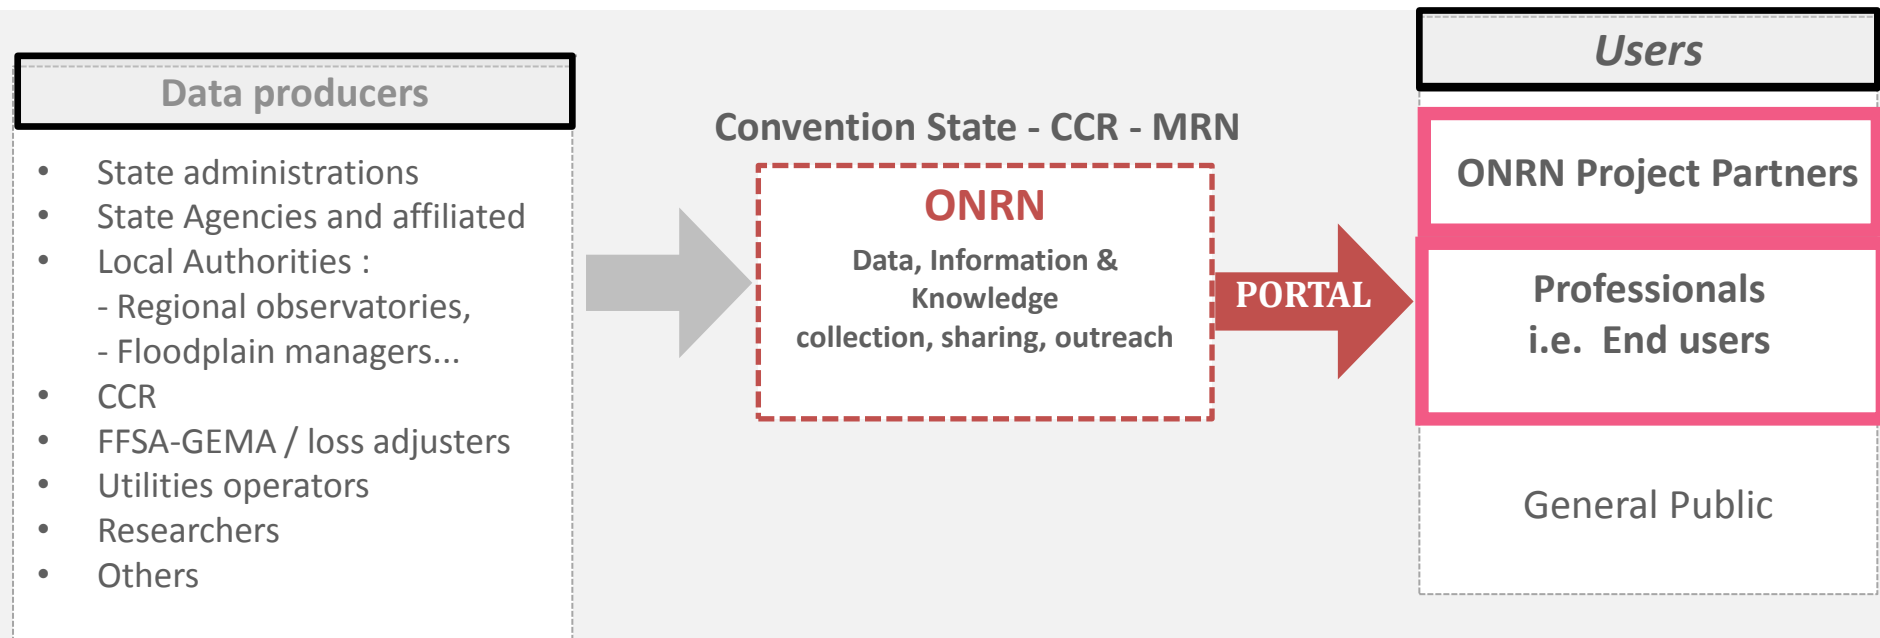 Data producers
• State administrations
• State Agencies and affiliated
• Local Authorities :
- Regional observatories,
- Floodplain managers...
• CCR
• FFSA-GEMA / loss adjusters
• Utilities operators
• Researchers
• Others
Convention State - CCR - MRN
ONRN
Data, Information &
Knowledge
collection, sharing, outreach
PORTAL
Users
ONRN Project Partners
Professionals
i.e. End users
General Public